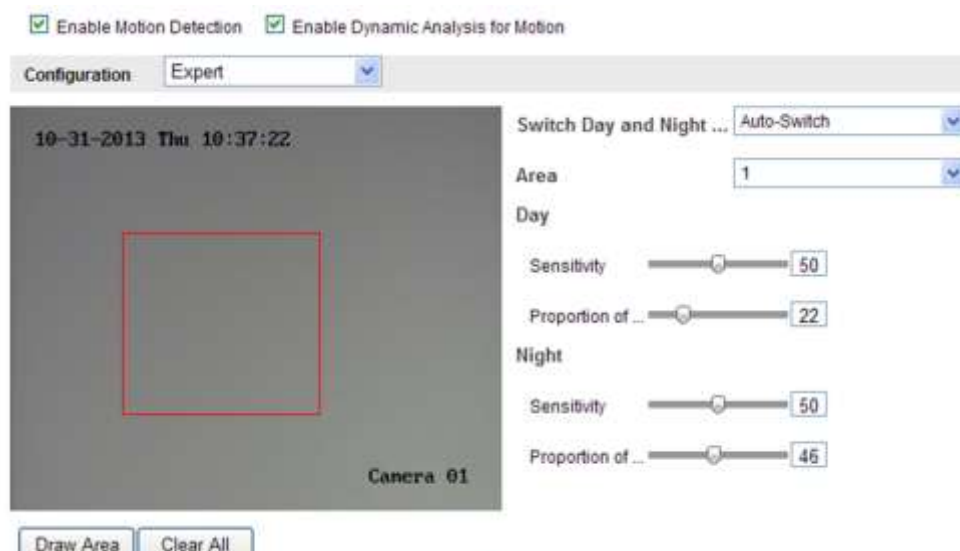 Enable Motion Detection Enable Dynamic Analysis for Motion
Configuration Expert
10-31-2013 Thu 10:37:22
Camera 01
Switch Day and Night ... Auto-Switch
Area 1
Day
Sensitivity 50
Proportion of ... 22
Night
Sensitivity 50
Proportion of ... 46
Draw Area Clear All